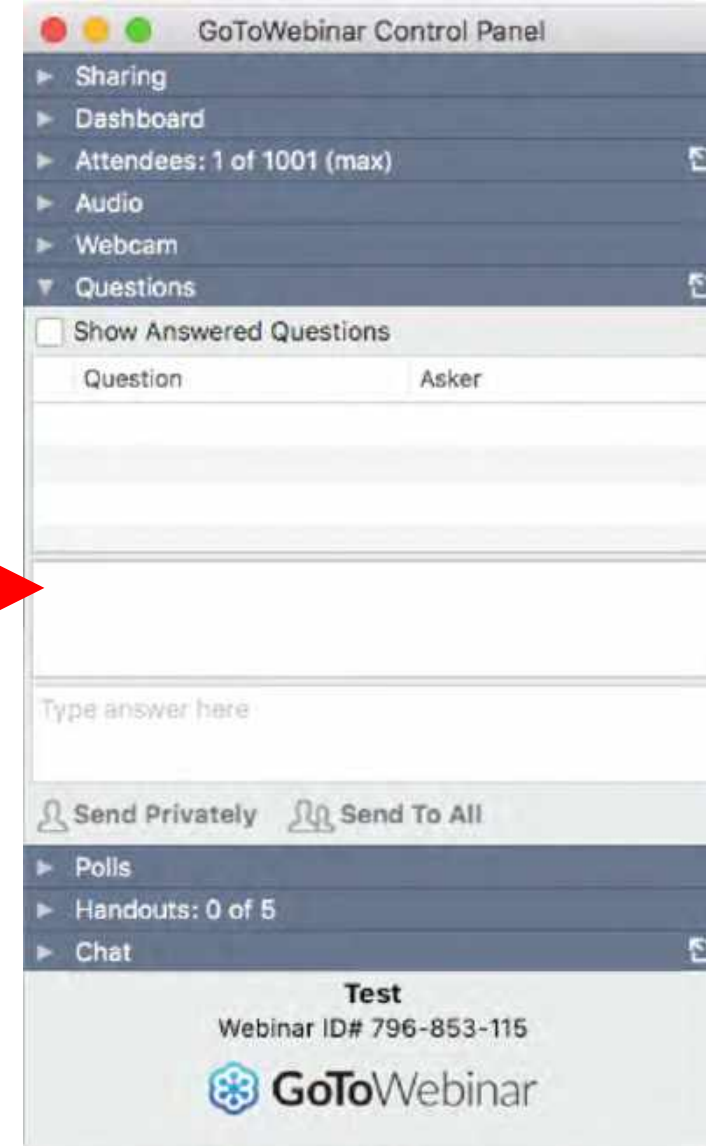 GoToWebinar Control Panel
Sharing
Dashboard
Attendees: 1 of 1001 (max)
Audio
Webcam
Questions
Show Answered Questions
Question Asker
Type answer here
Send Privately Send To All
Polls
Handouts: 0 of 5
Chat
Test
Webinar ID# 796-853-115
GoToWebinar